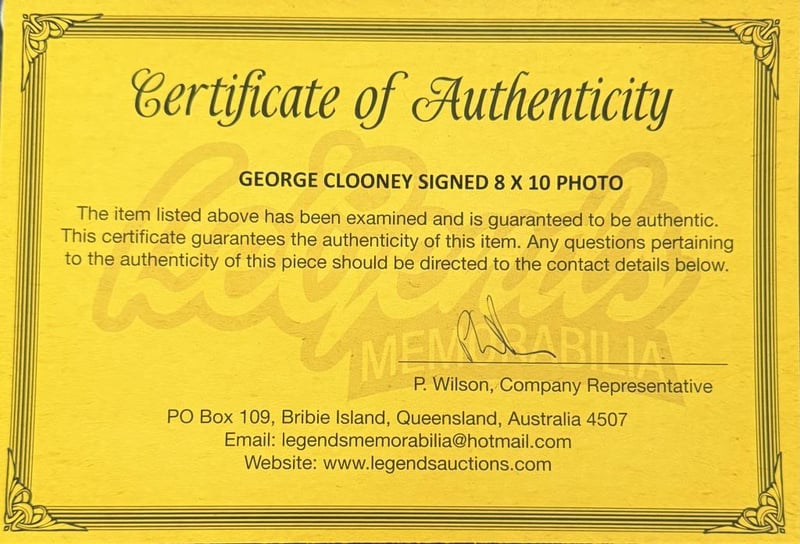 Certificate of Authenticity
GEORGE CLOONEY SIGNED 8 X 10 PHOTO
The item listed above has been examined and is guaranteed to be authentic.
This certificate guarantees the authenticity of this item. Any questions pertaining
to the authenticity of this piece should be directed to the contact details below.
Legends
MEMORABILIA
P. Wilson, Company Representative
PO Box 109, Bribie Island, Queensland, Australia 4507
Email: legendsmemorabilia@hotmail.com
Website: www.legendsauctions.com